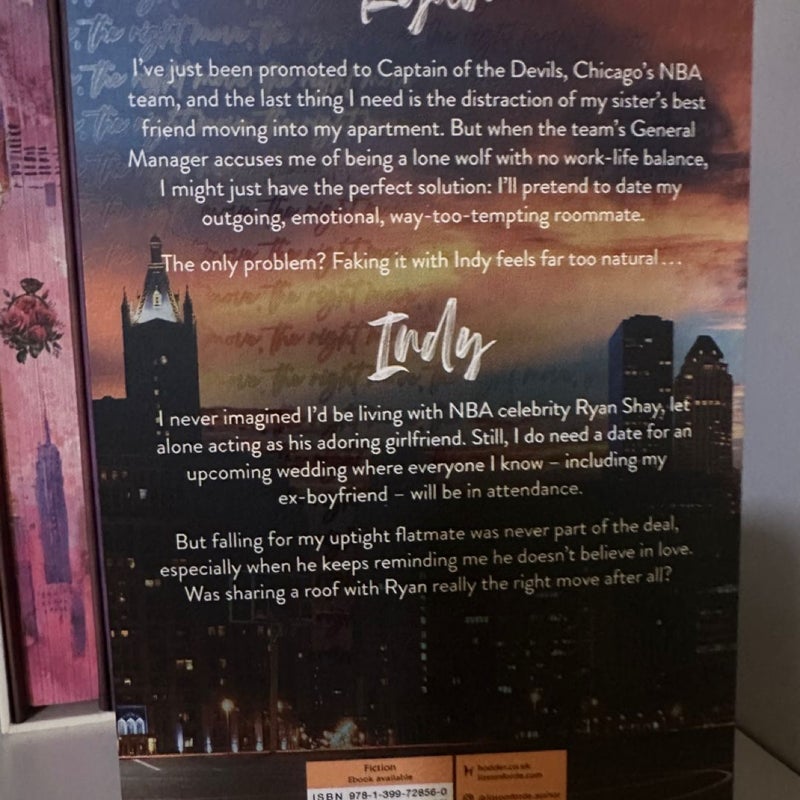 I've just been promoted to Captain of the Devils, Chicago's NBA
team, and the last thing I need is the distraction of my sister's best
friend moving into my apartment. But when the team's General
Manager accuses me of being a lone wolf with no work-life balance,
I might just have the perfect solution: I'll pretend to date my
outgoing, emotional, way-too-tempting roommate.
The only problem? Faking it with Indy feels far too natural...
Indy
I never imagined I'd be living with NBA celebrity Ryan Shay, let
alone acting as his adoring girlfriend. Still, I do need a date for an
upcoming wedding where everyone I know – including my
ex-boyfriend – will be in attendance.
But falling for my uptight flatmate was never part of the deal,
especially when he keeps reminding me he doesn't believe in love.
Was sharing a roof with Ryan really the right move after all?
Fiction
Ebook available
ISBN 978-1-399-72856-0
hodder.co.uk